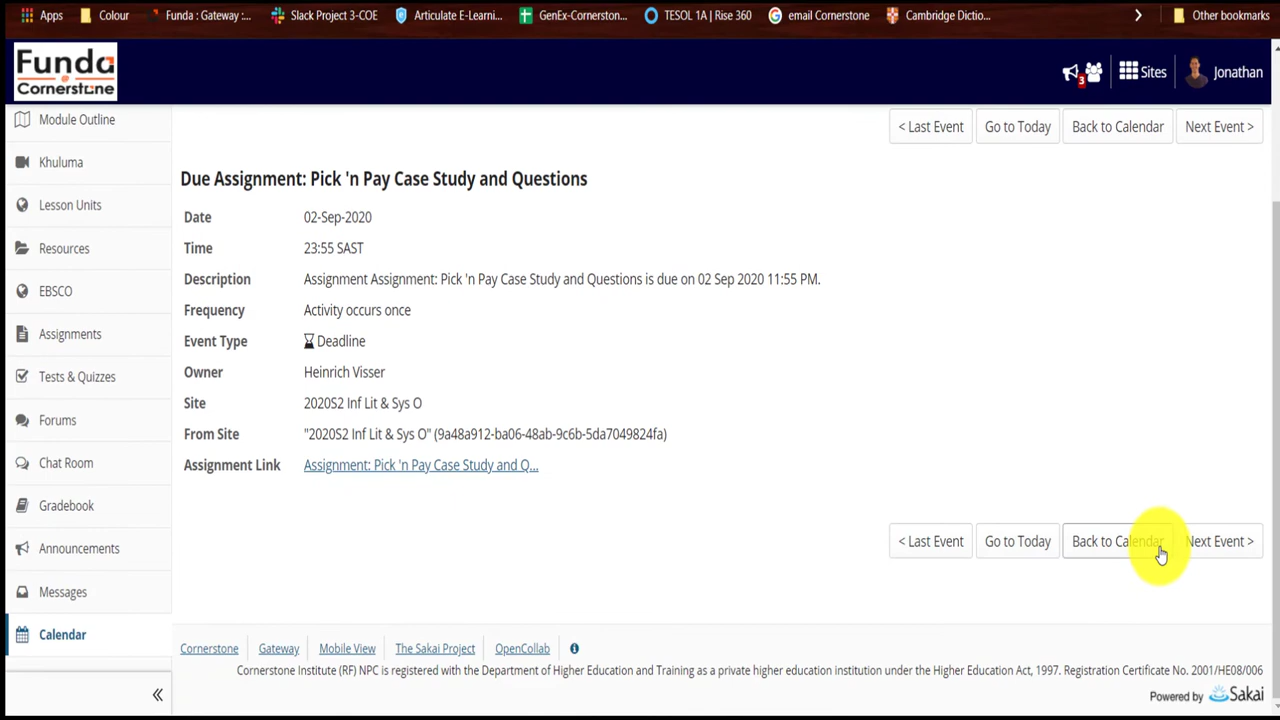 Apps Colour Funda : Gateway :... Slack Project 3-COE Articulate E-Learni... GenEx-Cornerston... TESOL 1A | Rise 360 email Cornerstone Cambridge Dictio... Other bookmarks
Funda
@
Cornerstone
3 Sites Jonathan
Module Outline
Khuluma
Lesson Units
Resources
EBSCO
Assignments
Tests & Quizzes
Forums
Chat Room
Gradebook
Announcements
Messages
Calendar
< Last Event Go to Today Back to Calendar Next Event >
Due Assignment: Pick 'n Pay Case Study and Questions
Date 02-Sep-2020
Time 23:55 SAST
Description Assignment Assignment: Pick 'n Pay Case Study and Questions is due on 02 Sep 2020 11:55 PM.
Frequency Activity occurs once
Event Type Deadline
Owner Heinrich Visser
Site 2020S2 Inf Lit & Sys O
From Site "2020S2 Inf Lit & Sys O" (9a48a912-ba06-48ab-9c6b-5da7049824fa)
Assignment Link Assignment: Pick 'n Pay Case Study and Q...
< Last Event Go to Today Back to Calendar Next Event >
Cornerstone Gateway Mobile View The Sakai Project OpenCollab
Cornerstone Institute (RF) NPC is registered with the Department of Higher Education and Training as a private higher education institution under the Higher Education Act, 1997. Registration Certificate No. 2001/HE08/006
Powered by Sakai